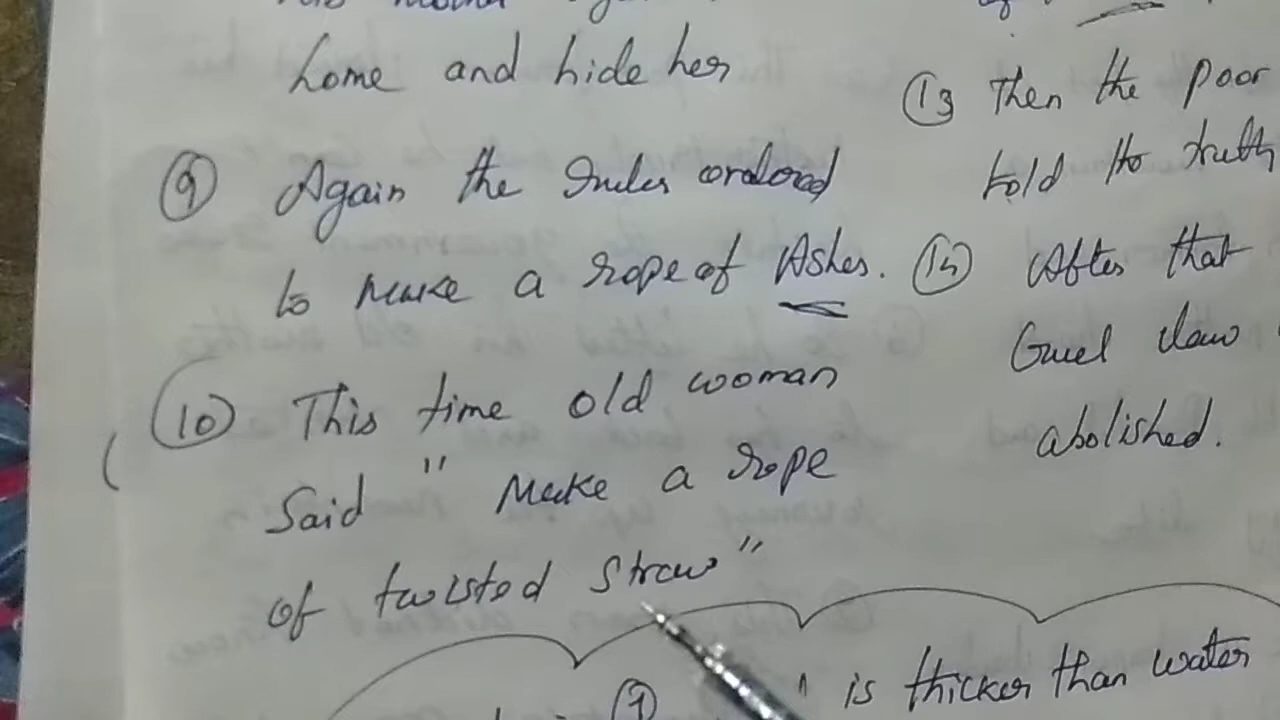 home and hide her
⑨ Again the ruler ordered
to make a rope of Ashes.
⑩ This time old woman
Said " Make a rope
of twisted straw "
⑬ Then the poor
told the truth
⑭ After that
Cruel law
abolished.
⑦
is thicker than water